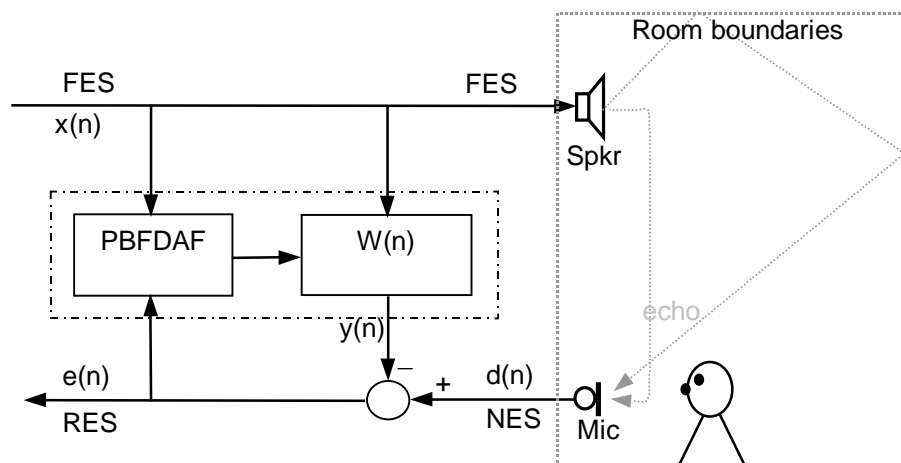 Room boundaries
FES
FES
x(n)
Spkr
PBFDAF
W(n)
echo
y(n)
–
+
e(n)
d(n)
RES
NES
Mic